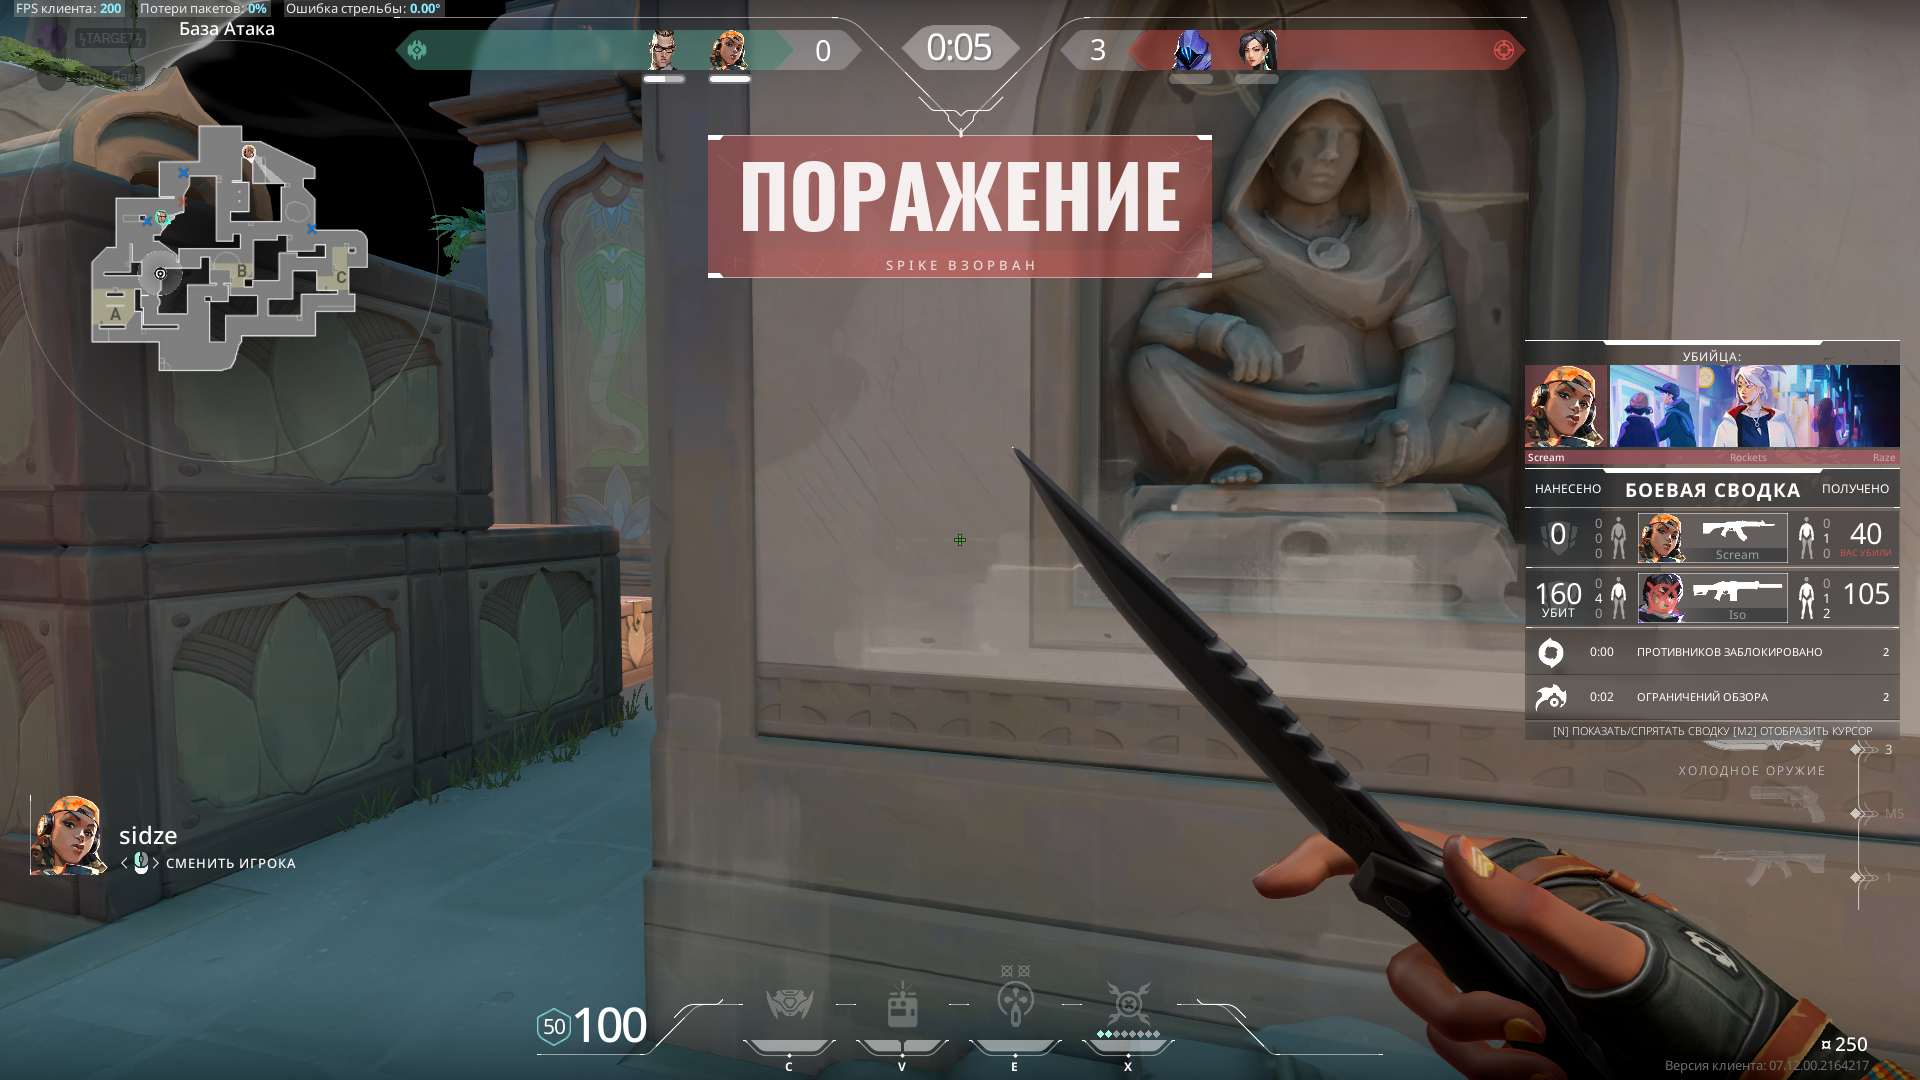 FPS клиента: 200 Потери пакетов: 0% Ошибка стрельбы: 0.00°
TARGET
База Атака
0
0:05
3
ПОРАЖЕНИЕ
SPIKE ВЗОРВАН
A
B
C
УБИЙЦА:
Scream Rockets Raze
НАНЕСЕНО БОЕВАЯ СВОДКА ПОЛУЧЕНО
0 0 0 0 Scream 0 1 0 40 ВАС УБИЛИ
160 УБИТ 0 4 0 Iso 0 1 2 105
0:00 ПРОТИВНИКОВ ЗАБЛОКИРОВАНО 2
0:02 ОГРАНИЧЕНИЙ ОБЗОРА 2
[N] ПОКАЗАТЬ/СПРЯТАТЬ СВОДКУ [M2] ОТОБРАЗИТЬ КУРСОР
3
ХОЛОДНОЕ ОРУЖИЕ
M5
1
sidze
< > СМЕНИТЬ ИГРОКА
50 100
C V E X
¤ 250
Версия клиента: 07.12.00.2164217